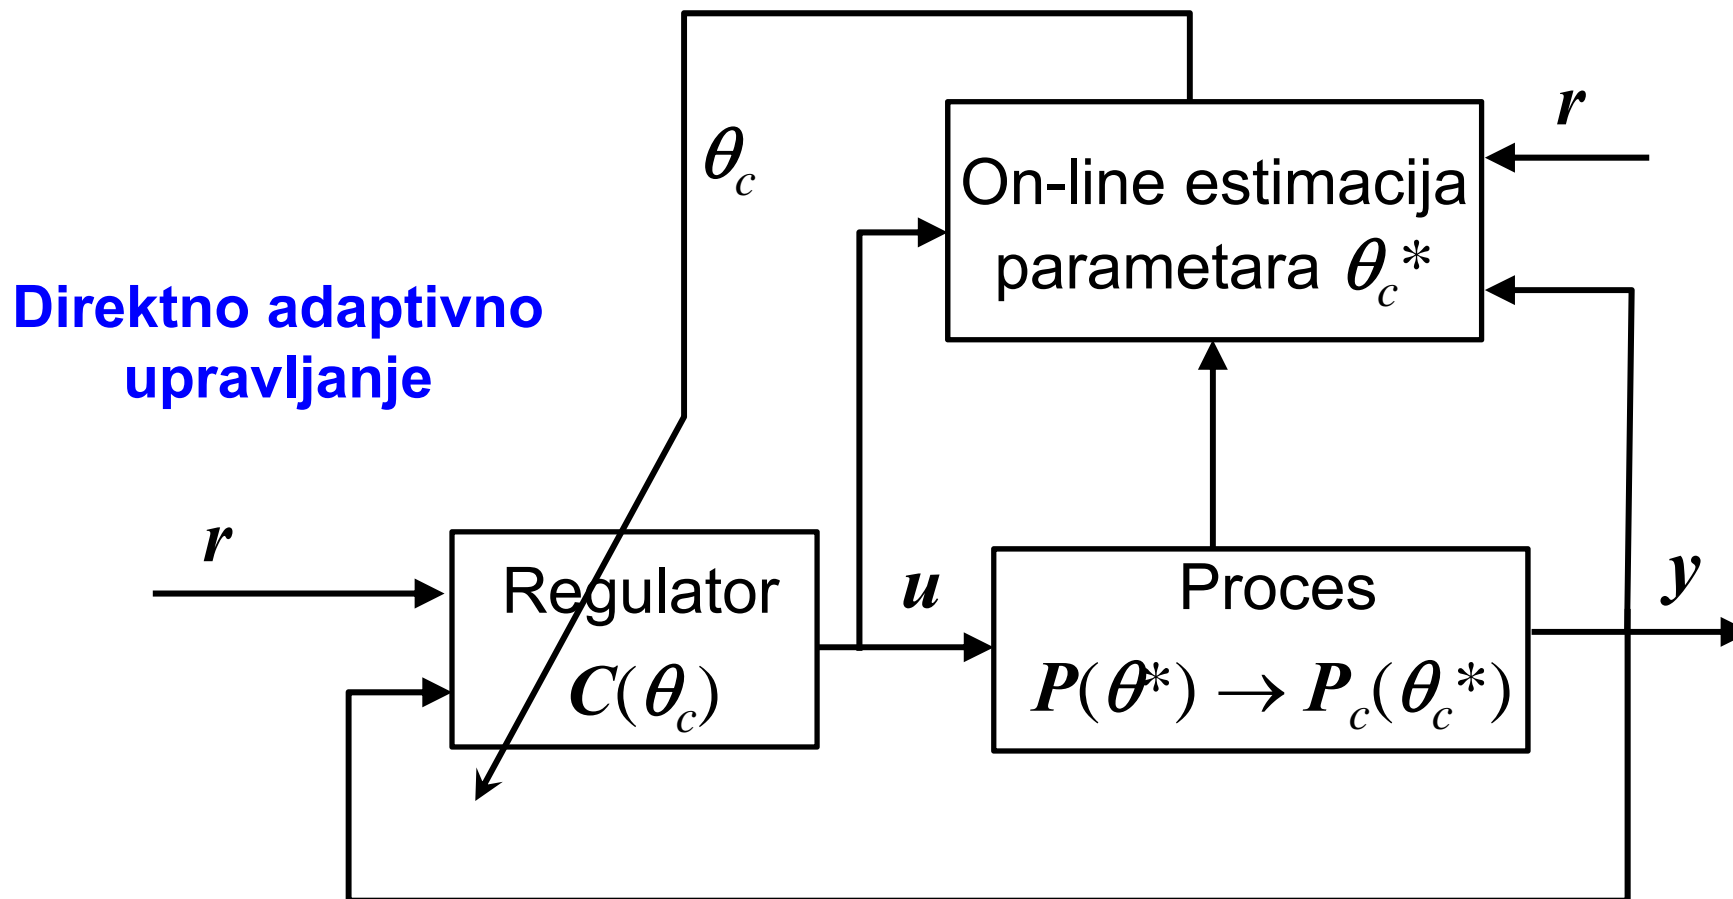 r
θc
On-line estimacija
parametara θc*
Direktno adaptivno
upravljanje
r
Regulator
C(θc)
u
Proces
P(θ*) → Pc(θc*)
y